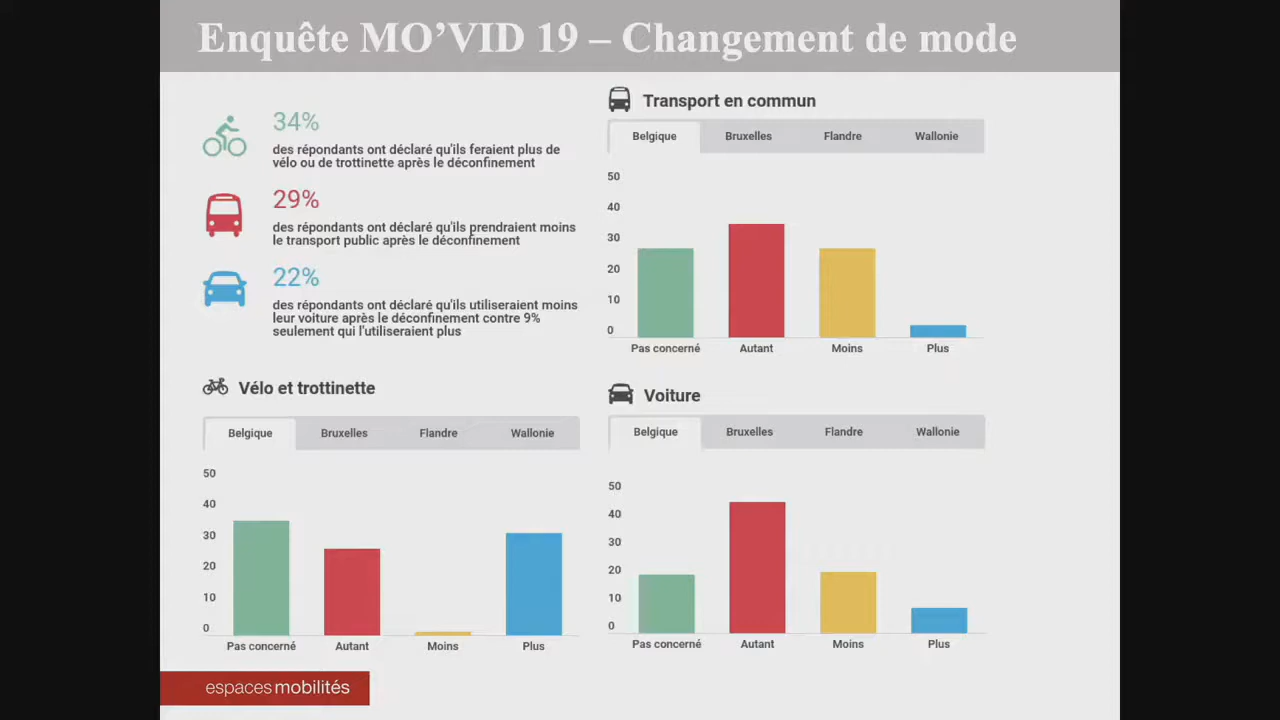 Enquête MO’VID 19 – Changement de mode
34%
des répondants ont déclaré qu'ils feraient plus de
vélo ou de trottinette après le déconfinement
29%
des répondants ont déclaré qu'ils prendraient moins
le transport public après le déconfinement
22%
des répondants ont déclaré qu'ils utiliseraient moins
leur voiture après le déconfinement contre 9%
seulement qui l'utiliseraient plus
Transport en commun
Belgique Bruxelles Flandre Wallonie
50
40
30
20
10
0
Pas concerné Autant Moins Plus
Vélo et trottinette
Belgique Bruxelles Flandre Wallonie
50
40
30
20
10
0
Pas concerné Autant Moins Plus
Voiture
Belgique Bruxelles Flandre Wallonie
50
40
30
20
10
0
Pas concerné Autant Moins Plus
espacesmobilités